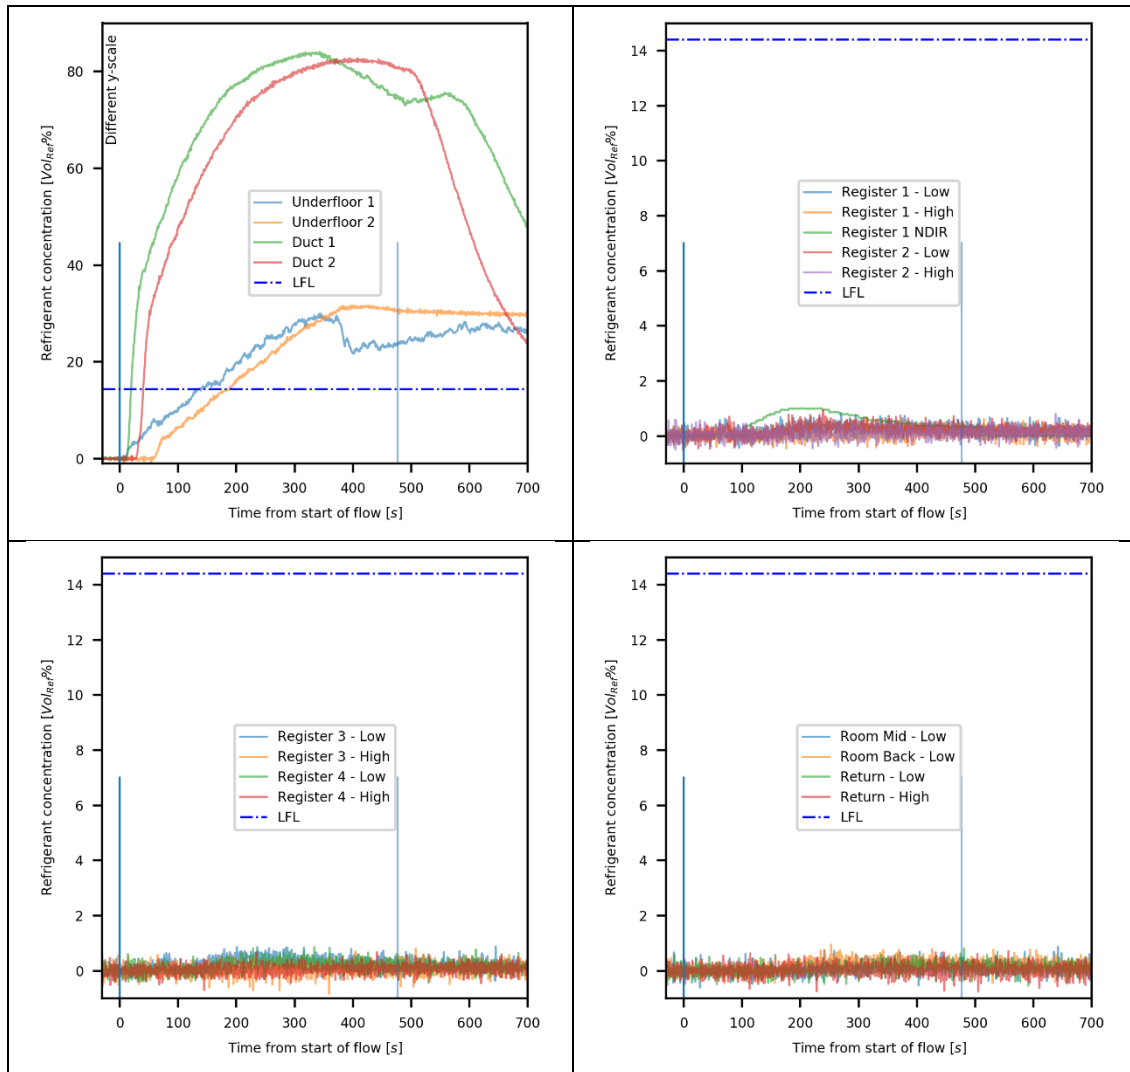 Different y-scale
Refrigerant concentration [Vol_Ref%]
80
60
40
20
0
Underfloor 1
Underfloor 2
Duct 1
Duct 2
LFL
0 100 200 300 400 500 600 700
Time from start of flow [s]
Refrigerant concentration [Vol_Ref%]
14
12
10
8
6
4
2
0
Register 1 - Low
Register 1 - High
Register 1 NDIR
Register 2 - Low
Register 2 - High
LFL
0 100 200 300 400 500 600 700
Time from start of flow [s]
Refrigerant concentration [Vol_Ref%]
14
12
10
8
6
4
2
0
Register 3 - Low
Register 3 - High
Register 4 - Low
Register 4 - High
LFL
0 100 200 300 400 500 600 700
Time from start of flow [s]
Refrigerant concentration [Vol_Ref%]
14
12
10
8
6
4
2
0
Room Mid - Low
Room Back - Low
Return - Low
Return - High
LFL
0 100 200 300 400 500 600 700
Time from start of flow [s]